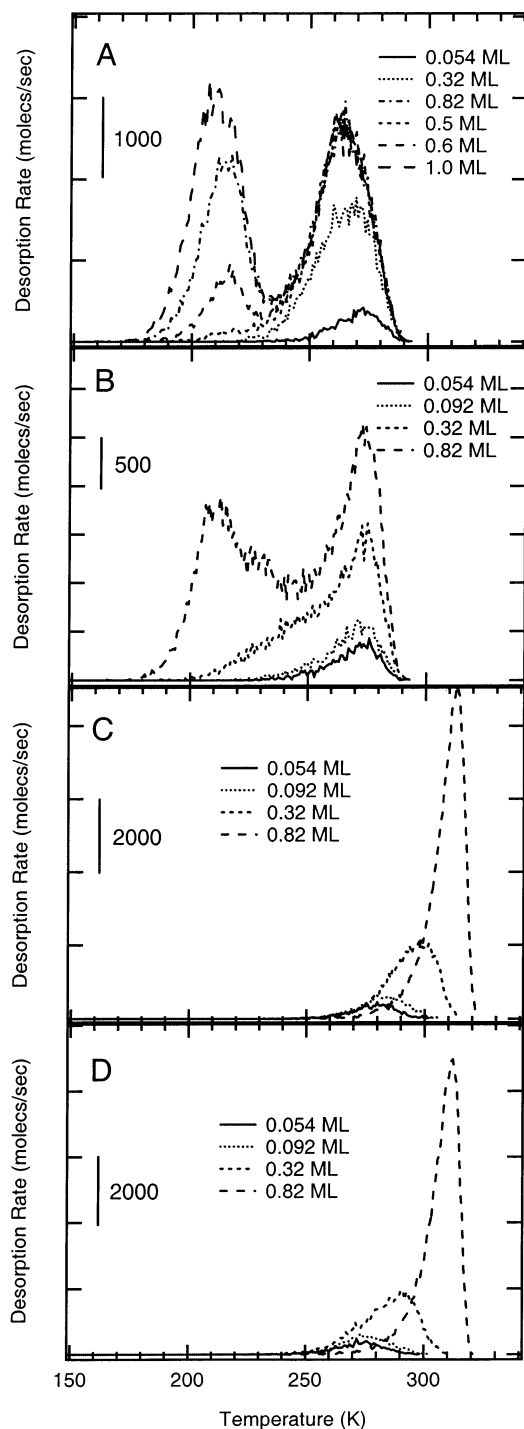 A
Desorption Rate (molecs/sec)
1000
0.054 ML
0.32 ML
0.82 ML
0.5 ML
0.6 ML
1.0 ML
B
Desorption Rate (molecs/sec)
500
0.054 ML
0.092 ML
0.32 ML
0.82 ML
C
Desorption Rate (molecs/sec)
2000
0.054 ML
0.092 ML
0.32 ML
0.82 ML
D
Desorption Rate (molecs/sec)
2000
0.054 ML
0.092 ML
0.32 ML
0.82 ML
150 200 250 300
Temperature (K)